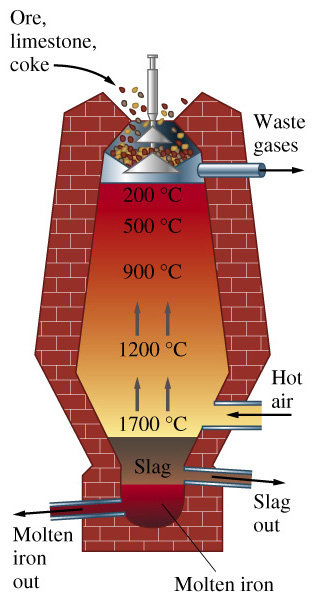 Ore,
limestone,
coke
Waste
gases
200 °C
500 °C
900 °C
1200 °C
Hot
air
1700 °C
Slag
Slag
out
Molten
iron
out
Molten iron